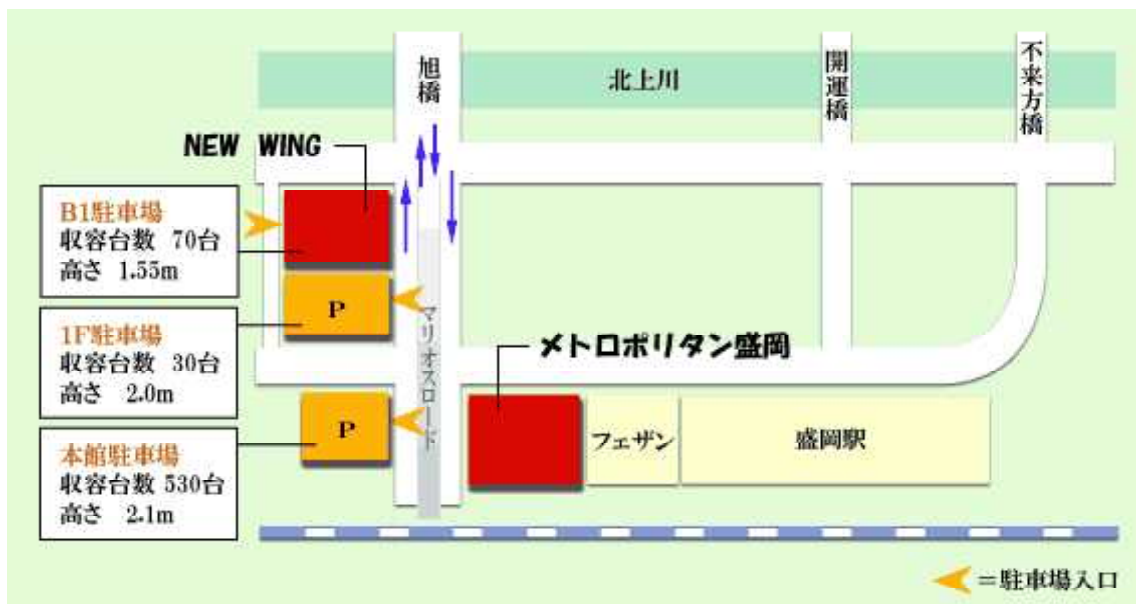 旭橋
北上川
開運橋
不来方橋
NEW WING
B1駐車場
収容台数 70台
高さ 1.55m
P
1F駐車場
収容台数 30台
高さ 2.0m
マリオスロード
メトロポリタン盛岡
P
本館駐車場
収容台数 530台
高さ 2.1m
フェザン
盛岡駅
=駐車場入口